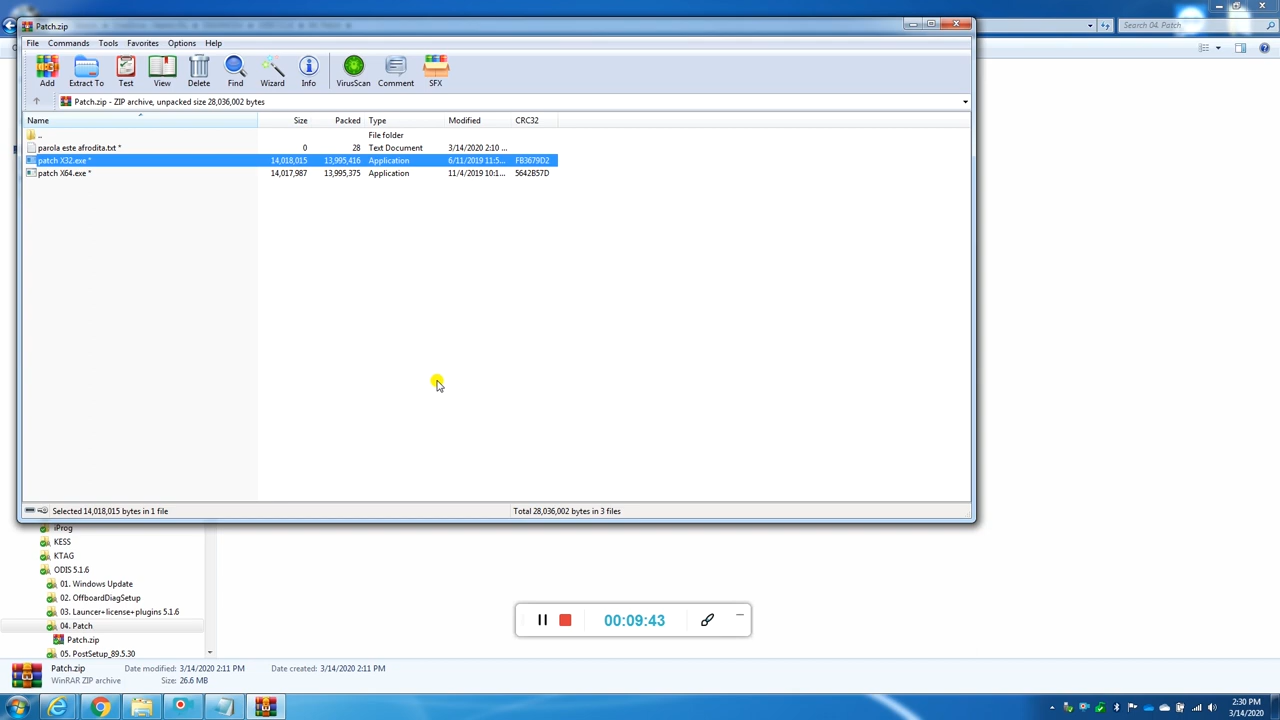 Patch.zip
Search 04. Patch
File Commands Tools Favorites Options Help
Add Extract To Test View Delete Find Wizard Info VirusScan Comment SFX
Patch.zip - ZIP archive, unpacked size 28,036,002 bytes
Name Size Packed Type Modified CRC32
.. File folder
parola este afrodita.txt * 0 28 Text Document 3/14/2020 2:10 ...
patch X32.exe * 14,018,015 13,995,416 Application 6/11/2019 11:5... FB3679D2
patch X64.exe * 14,017,987 13,995,375 Application 11/4/2019 10:1... 5642B57D
Selected 14,018,015 bytes in 1 file Total 28,036,002 bytes in 3 files
iProg
KESS
KTAG
ODIS 5.1.6
01. Windows Update
02. OffboardDiagSetup
03. Launcer+license+plugins 5.1.6
04. Patch
Patch.zip
05. PostSetup_89.5.30
00:09:43
Patch.zip Date modified: 3/14/2020 2:11 PM Date created: 3/14/2020 2:11 PM
WinRAR ZIP archive Size: 26.6 MB
2:30 PM
3/14/2020